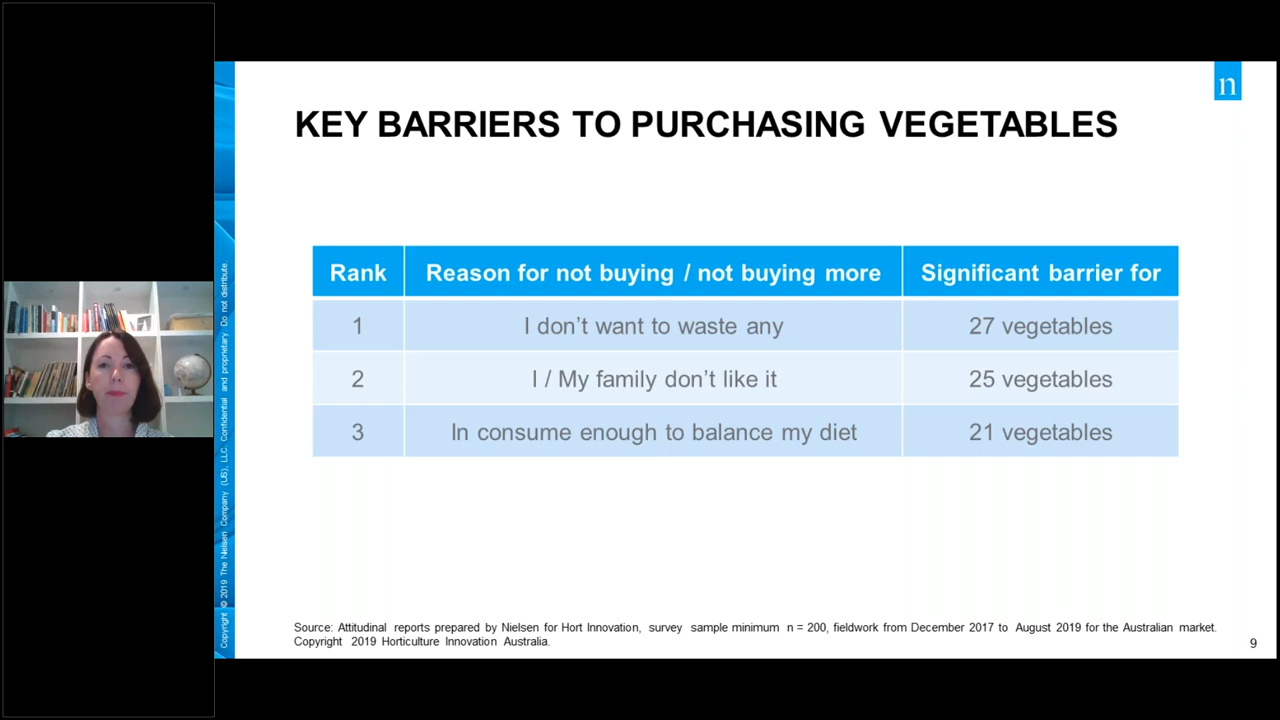 n
KEY BARRIERS TO PURCHASING VEGETABLES
Rank Reason for not buying / not buying more Significant barrier for
1 I don’t want to waste any 27 vegetables
2 I / My family don’t like it 25 vegetables
3 In consume enough to balance my diet 21 vegetables
Source: Attitudinal reports prepared by Nielsen for Hort Innovation, survey sample minimum n = 200, fieldwork from December 2017 to August 2019 for the Australian market.
Copyright 2019 Horticulture Innovation Australia.
9
Copyright © 2019 The Nielsen Company (US), LLC. Confidential and proprietary. Do not distribute.